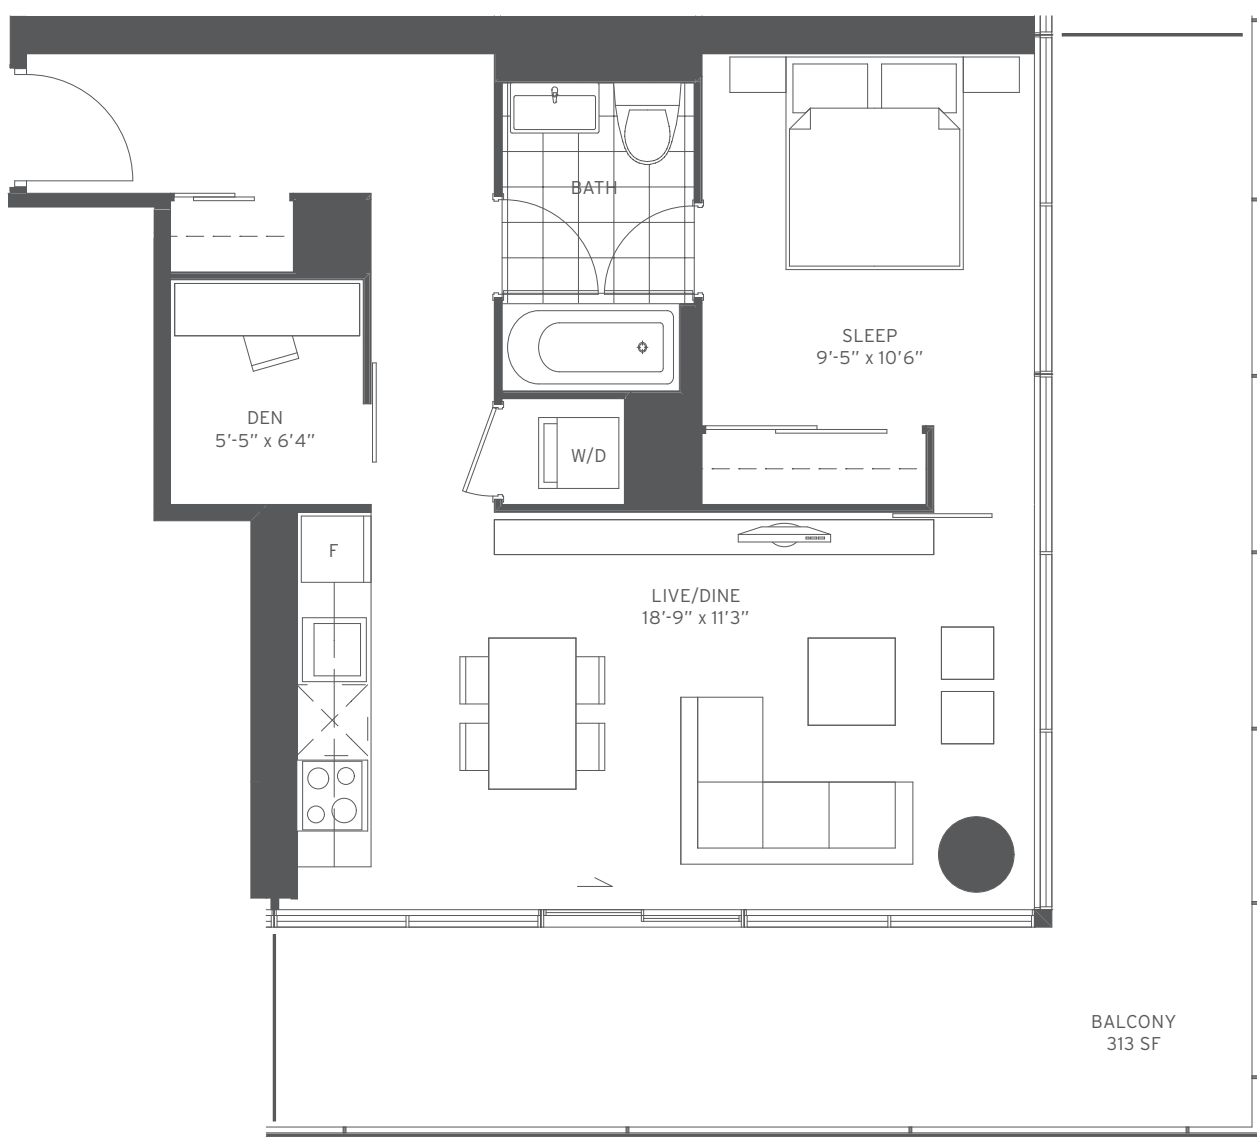 BATH
SLEEP
9'-5" x 10'6"
DEN
5'-5" x 6'4"
W/D
F
LIVE/DINE
18'-9" x 11'3"
BALCONY
313 SF